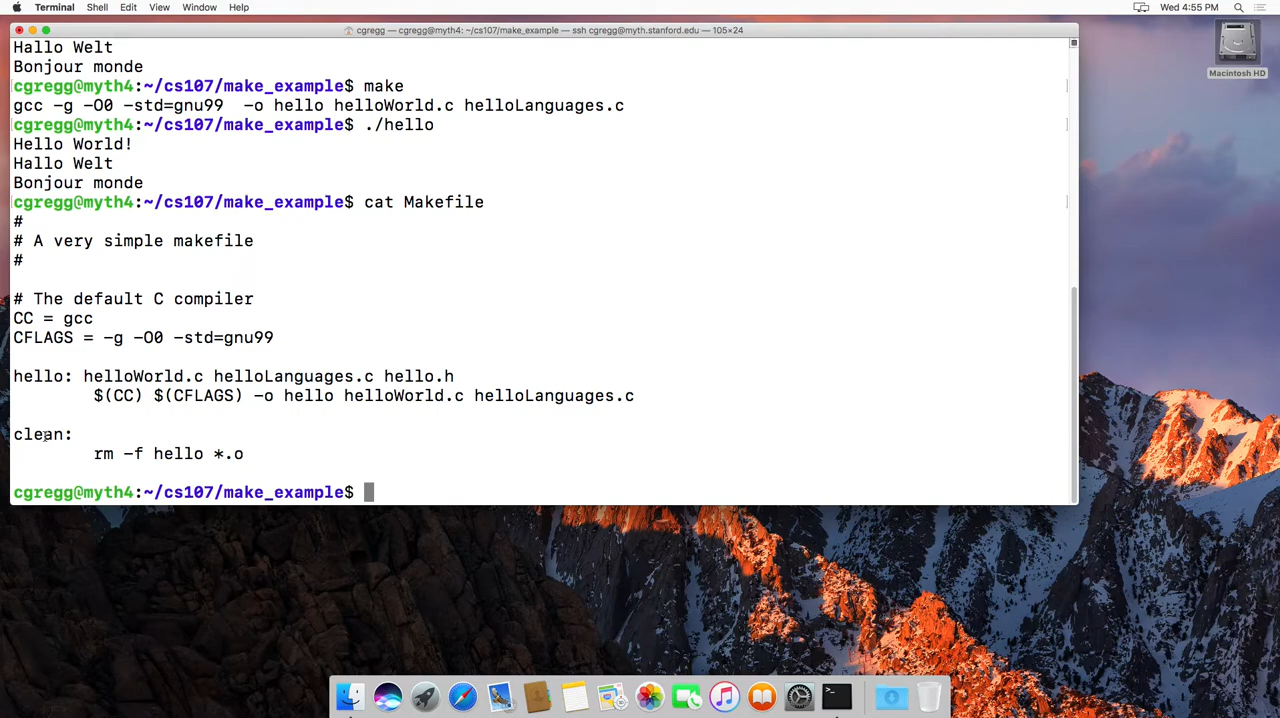 Terminal Shell Edit View Window Help Wed 4:55 PM
cgregg — cgregg@myth4: ~/cs107/make_example — ssh cgregg@myth.stanford.edu — 105×24
Macintosh HD
Hallo Welt
Bonjour monde
cgregg@myth4:~/cs107/make_example$ make
gcc -g -O0 -std=gnu99  -o hello helloWorld.c helloLanguages.c
cgregg@myth4:~/cs107/make_example$ ./hello
Hello World!
Hallo Welt
Bonjour monde
cgregg@myth4:~/cs107/make_example$ cat Makefile
#
# A very simple makefile
#
# The default C compiler
CC = gcc
CFLAGS = -g -O0 -std=gnu99
hello: helloWorld.c helloLanguages.c hello.h
        $(CC) $(CFLAGS) -o hello helloWorld.c helloLanguages.c
clean:
        rm -f hello *.o
cgregg@myth4:~/cs107/make_example$